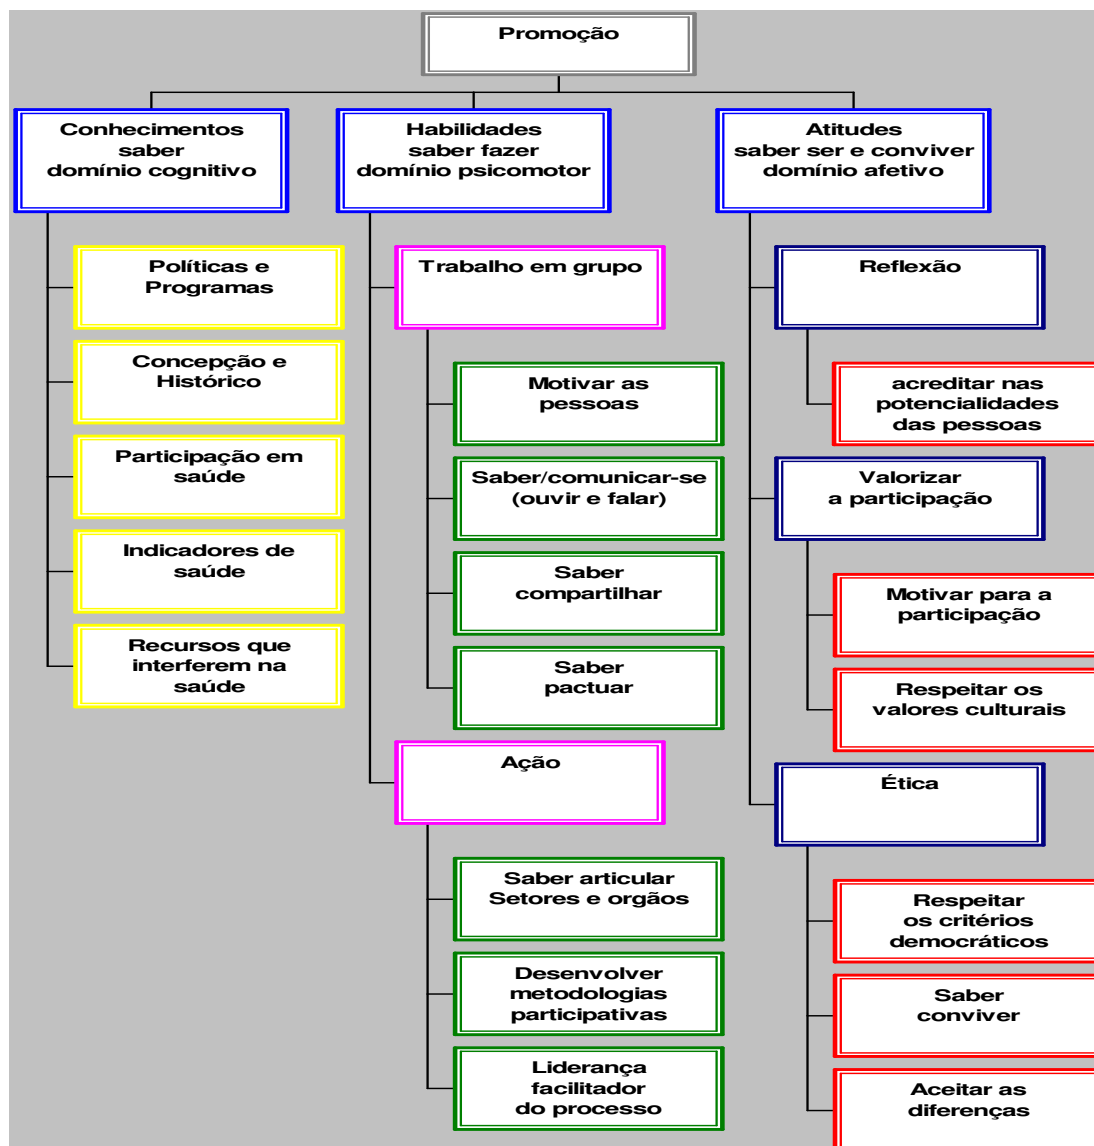 Promoção
Conhecimentos
saber
domínio cognitivo
Políticas e
Programas
Concepção e
Histórico
Participação em
saúde
Indicadores de
saúde
Recursos que
interferem na
saúde
Habilidades
saber fazer
domínio psicomotor
Trabalho em grupo
Motivar as
pessoas
Saber/comunicar-se
(ouvir e falar)
Saber
compartilhar
Saber
pactuar
Ação
Saber articular
Setores e orgãos
Desenvolver
metodologias
participativas
Liderança
facilitador
do processo
Atitudes
saber ser e conviver
domínio afetivo
Reflexão
acreditar nas
potencialidades
das pessoas
Valorizar
a participação
Motivar para a
participação
Respeitar os
valores culturais
Ética
Respeitar
os critérios
democráticos
Saber
conviver
Aceitar as
diferenças